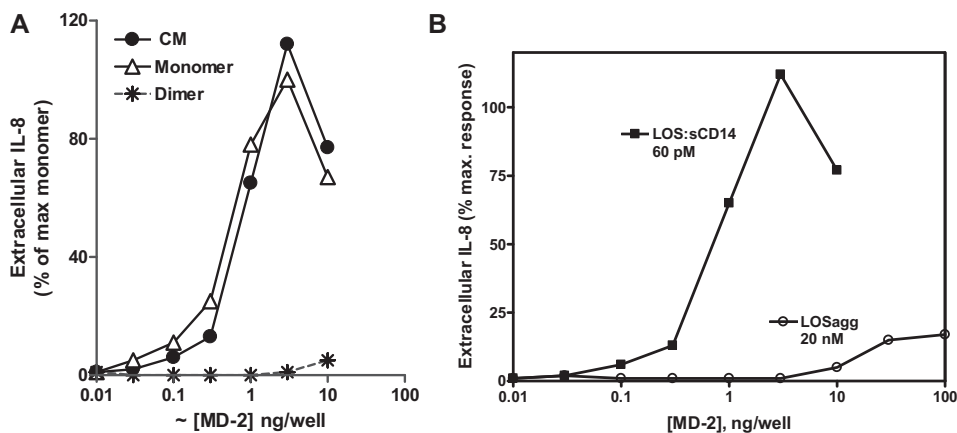 A
120
80
40
0
Extracellular IL-8
(% of max monomer)
CM
Monomer
Dimer
0.01
0.1
1
10
100
~ [MD-2] ng/well
B
100
75
50
25
0
Extracellular IL-8 (% max. response)
LOS:sCD14
60 pM
LOSagg
20 nM
0.01
0.1
1
10
100
[MD-2], ng/well